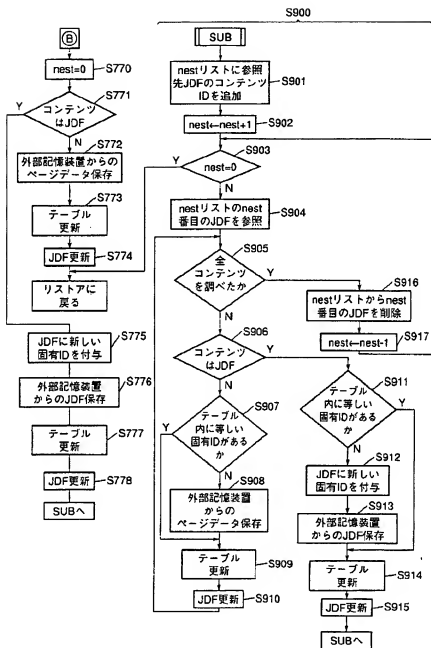 B
nest=0
S770
S771
Y
コンテンツ
はJDF
N
S772
外部記憶装置からの
ページデータ保存
S773
テーブル
更新
S774
JDF更新
リストアに
戻る
S775
JDFに新しい
固有IDを付与
S776
外部記憶装置
からのJDF保存
S777
テーブル
更新
S778
JDF更新
SUBへ
S900
SUB
nestリストに参照
先JDFのコンテンツ
IDを追加
S901
nest←nest+1
S902
S903
Y
nest=0
N
nestリストのnest
番目のJDFを参照
S904
S905
全
コンテンツ
を調べたか
Y
N
S916
nestリストからnest
番目のJDFを削除
S917
nest←nest-1
S906
コンテンツ
はJDF
Y
N
S907
テーブル
内に等しい
固有IDがある
か
Y
N
S908
外部記憶装置
からの
ページデータ保存
テーブル
更新
S909
JDF更新
S910
S911
テーブル
内に等しい
固有IDがある
か
Y
N
S912
JDFに新しい
固有IDを付与
S913
外部記憶装置
からのJDF保存
テーブル
更新
S914
JDF更新
S915
SUBへ